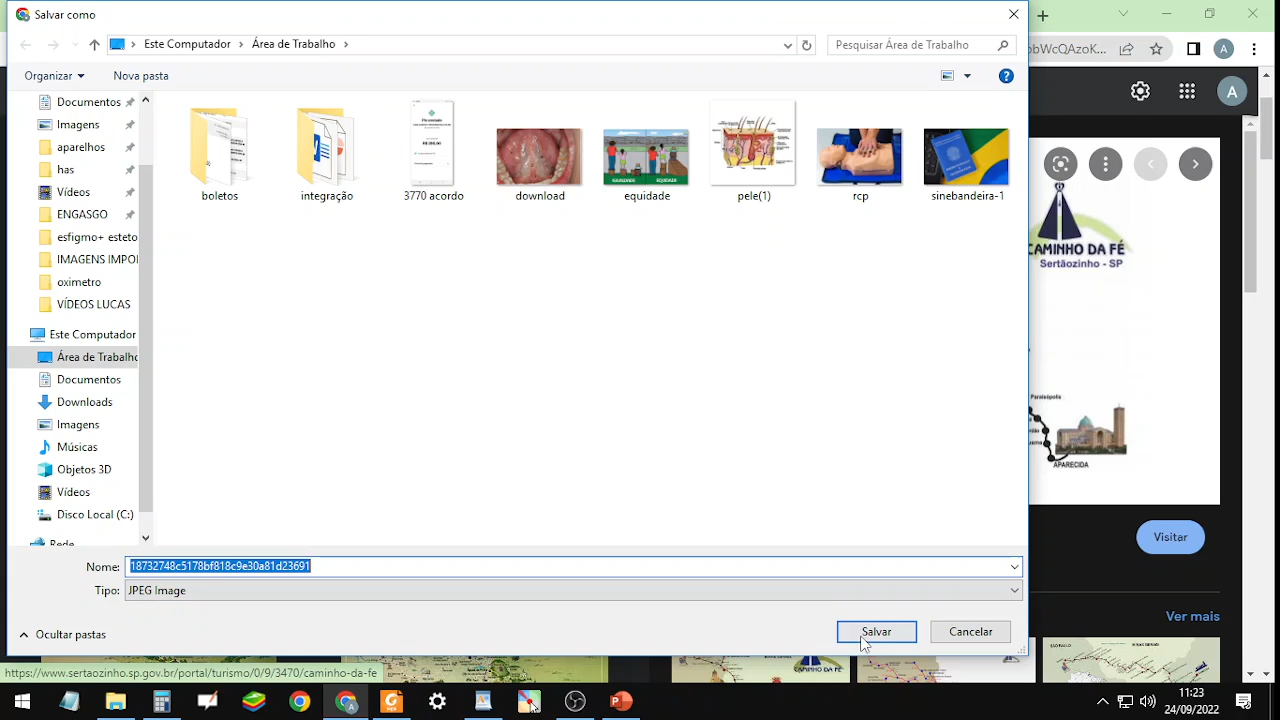 Salvar como
Este Computador
Área de Trabalho
Pesquisar Área de Trabalho
bWcQAzoK...
A
Organizar
Nova pasta
?
A
Documentos
Imagens
aparelhos
has
Vídeos
ENGASGO
esfigmo+ esteto
IMAGENS IMPO
oximetro
VÍDEOS LUCAS
Este Computador
Área de Trabalho
Documentos
Downloads
Imagens
Músicas
Objetos 3D
Vídeos
Disco Local (C:)
Rede
boletos
integração
3770 acordo
download
IGUALDADE
EQUIDADE
equidade
pele(1)
rcp
sinebandeira-1
CAMINHO DA FÉ
Sertãozinho - SP
Paraisópolis
APARECIDA
Visitar
Nome:
18732748c5178bf818c9e30a81d23691
Tipo:
JPEG Image
Ocultar pastas
Salvar
Cancelar
Ver mais
https://www.sertaozinho.sp.gov.br/portal/turismo/0/9/3470/caminho-da-fe
11:23
24/09/2022